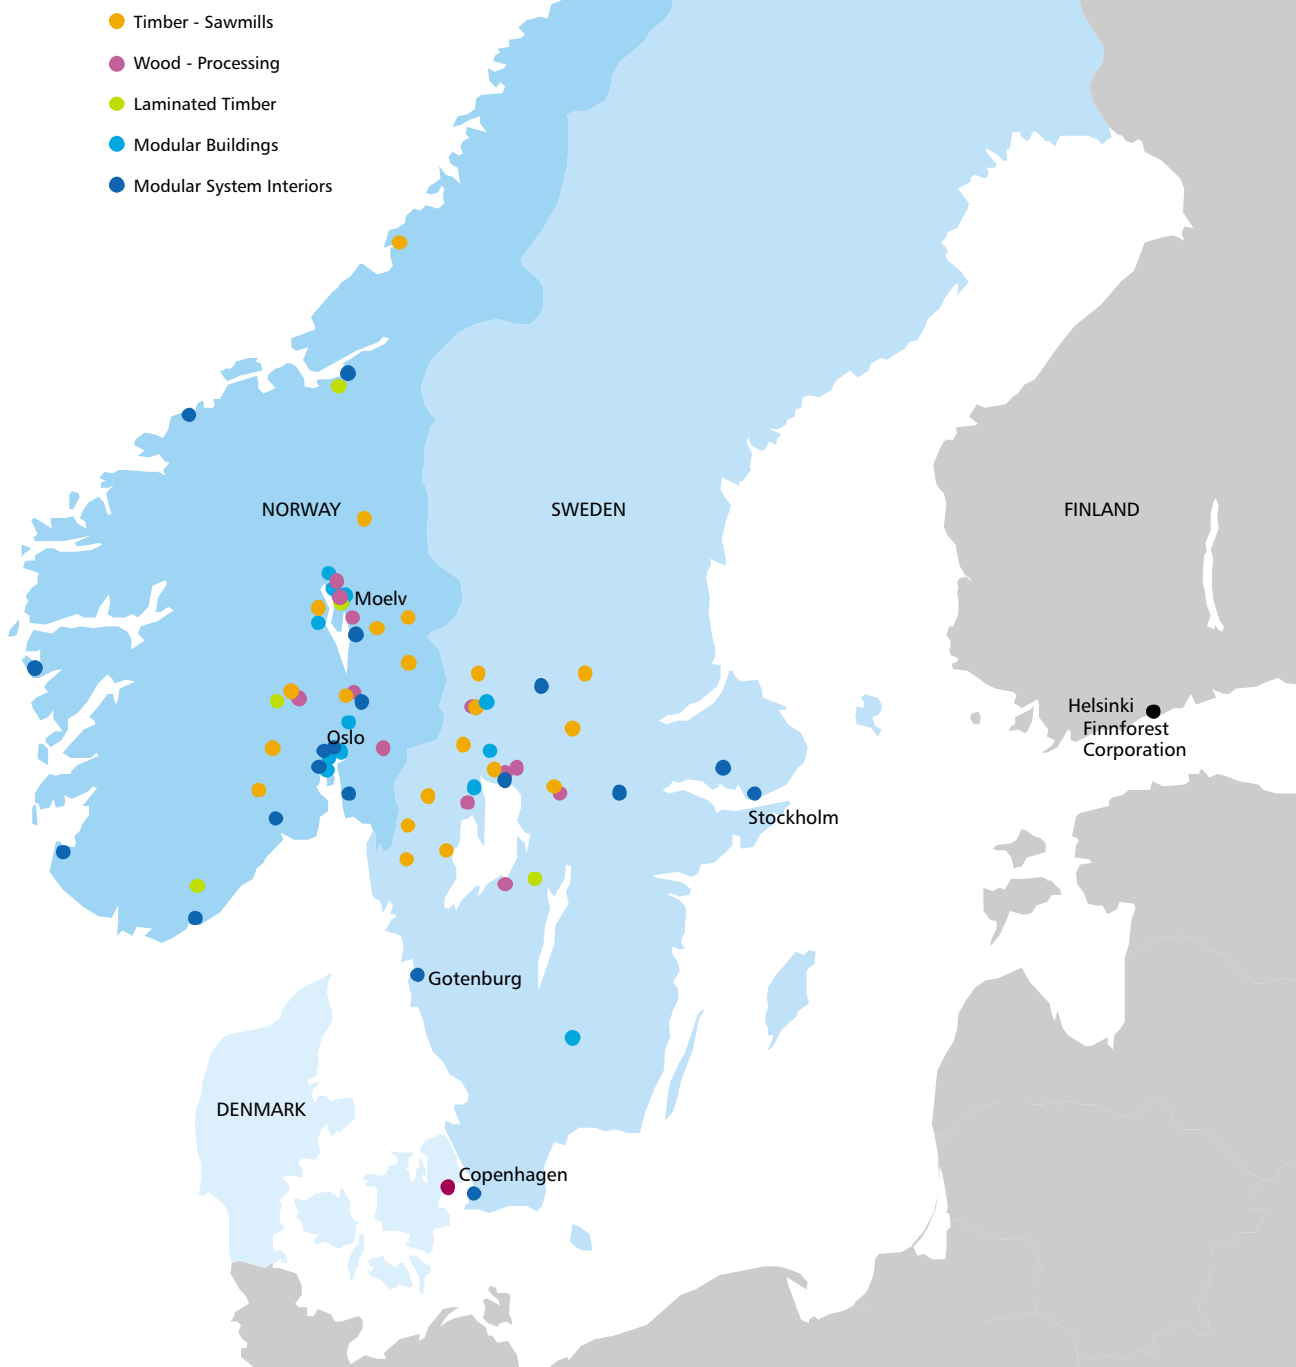 Timber - Sawmills
Wood - Processing
Laminated Timber
Modular Buildings
Modular System Interiors
NORWAY
SWEDEN
FINLAND
Moelv
Helsinki
Finnforest
Corporation
Oslo
Stockholm
Gotenburg
DENMARK
Copenhagen